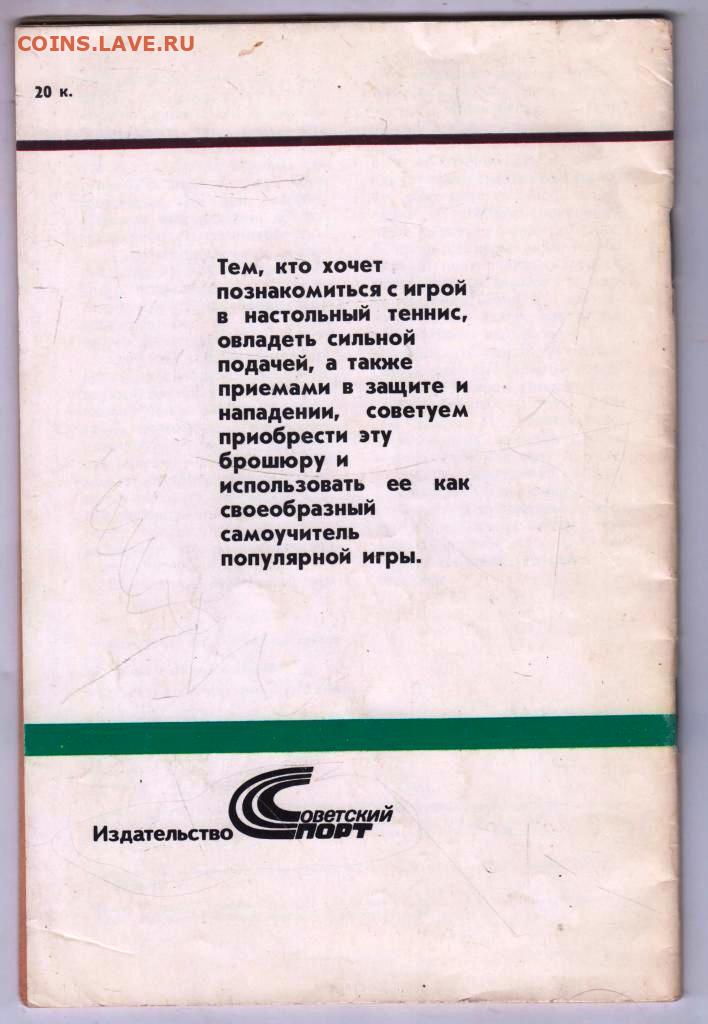 COINS.LAVE.RU
20 к.
Тем, кто хочет
познакомиться с игрой
в настольный теннис,
овладеть сильной
подачей, а также
приемами в защите и
нападении, советуем
приобрести эту
брошюру и
использовать ее как
своеобразный
самоучитель
популярной игры.
Издательство Советский Спорт